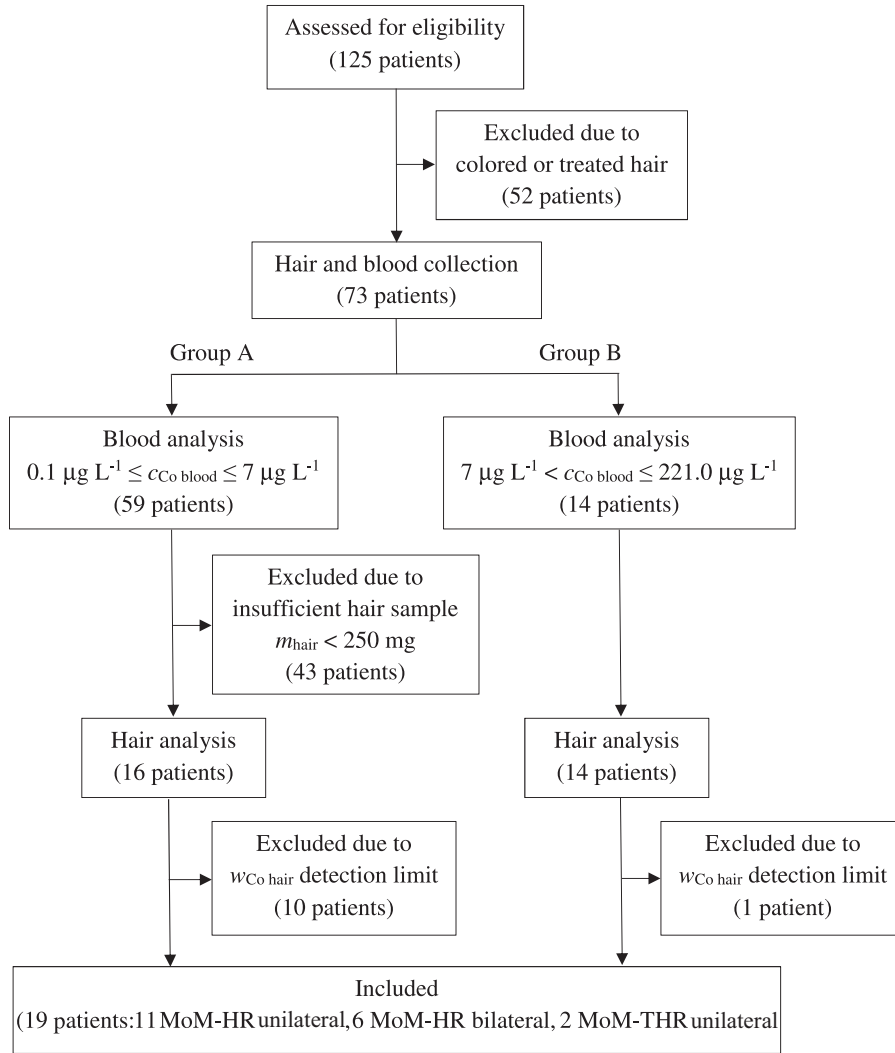 Assessed for eligibility
(125 patients)
Excluded due to
colored or treated hair
(52 patients)
Hair and blood collection
(73 patients)
Group A
Group B
Blood analysis
0.1 µg L⁻¹ ≤ cCo blood ≤ 7 µg L⁻¹
(59 patients)
Blood analysis
7 µg L⁻¹ < cCo blood ≤ 221.0 µg L⁻¹
(14 patients)
Excluded due to
insufficient hair sample
mhair < 250 mg
(43 patients)
Hair analysis
(16 patients)
Hair analysis
(14 patients)
Excluded due to
wCo hair detection limit
(10 patients)
Excluded due to
wCo hair detection limit
(1 patient)
Included
(19 patients:11 MoM-HR unilateral, 6 MoM-HR bilateral, 2 MoM-THR unilateral